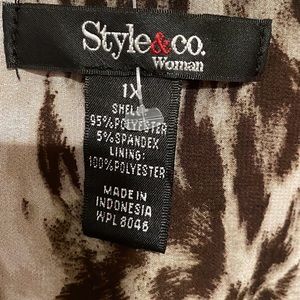 Style&co.
Woman
1X
SHELL
95%POLYESTER
5%SPANDEX
LINING:
100%POLYESTER
MADE IN
INDONESIA
WPL 8046